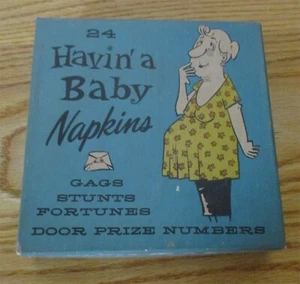 24
Havin' a
Baby
Napkins
GAGS
STUNTS
FORTUNES
DOOR PRIZE NUMBERS